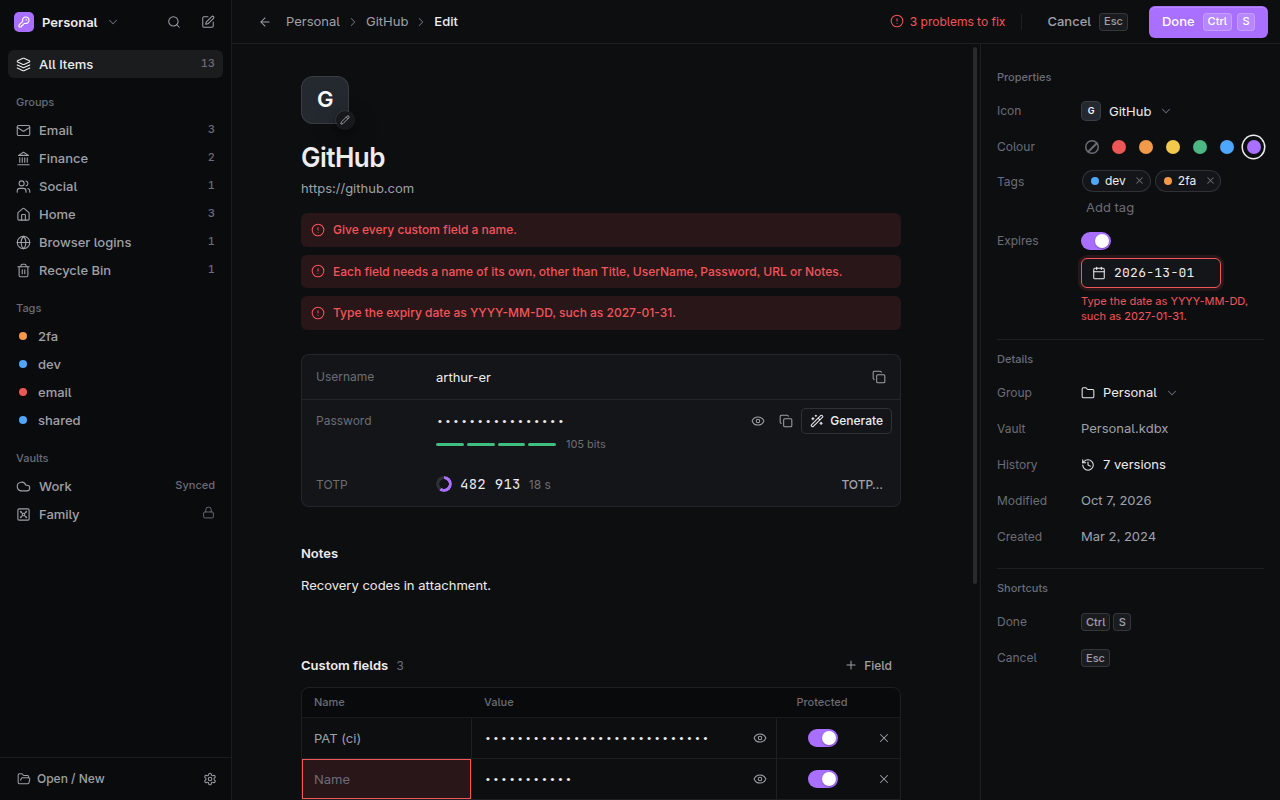 Personal
All Items 13
Groups
Email 3
Finance 2
Social 1
Home 3
Browser logins 1
Recycle Bin 1
Tags
2fa
dev
email
shared
Vaults
Work Synced
Family
Open / New
Personal > GitHub > Edit
3 problems to fix
Cancel Esc
Done Ctrl S
G
GitHub
https://github.com
Give every custom field a name.
Each field needs a name of its own, other than Title, UserName, Password, URL or Notes.
Type the expiry date as YYYY-MM-DD, such as 2027-01-31.
Username arthur-er
Password •••••••••••••••• Generate
105 bits
TOTP 482 913 18 s TOTP...
Notes
Recovery codes in attachment.
Custom fields 3 + Field
Name Value Protected
PAT (ci) ••••••••••••••••••••••••••••
Name •••••••••••
Properties
Icon G GitHub
Colour
Tags dev 2fa
Add tag
Expires
2026-13-01
Type the date as YYYY-MM-DD,
such as 2027-01-31.
Details
Group Personal
Vault Personal.kdbx
History 7 versions
Modified Oct 7, 2026
Created Mar 2, 2024
Shortcuts
Done Ctrl S
Cancel Esc